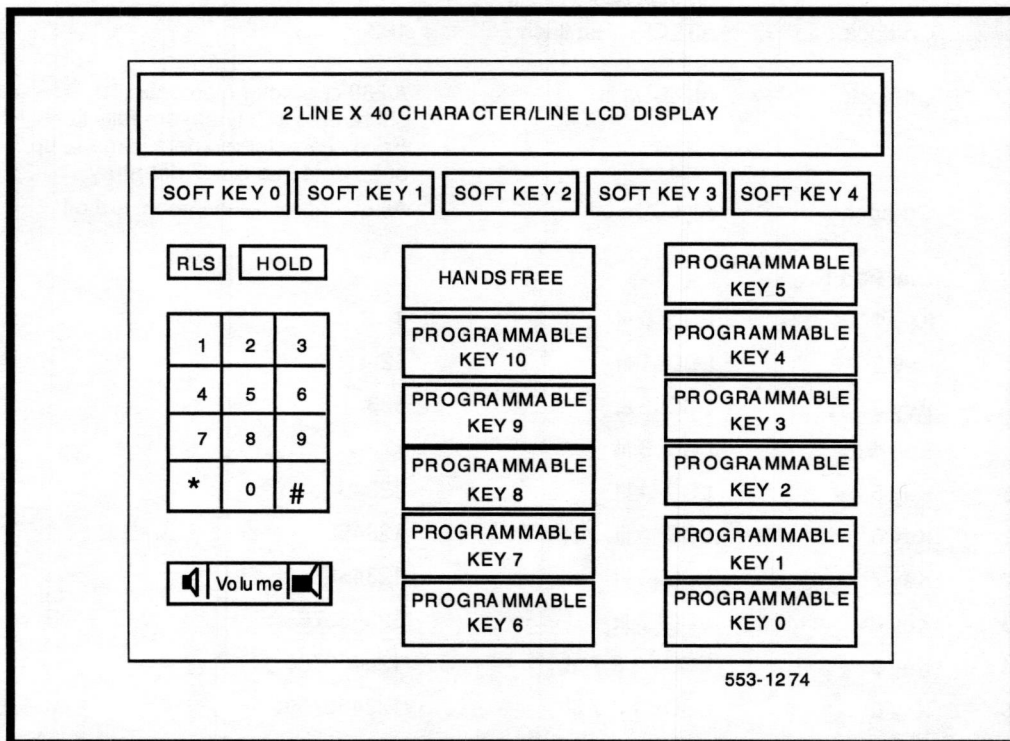 2 LINE X 40 CHARACTER/LINE LCD DISPLAY
SOFT KEY 0 SOFT KEY 1 SOFT KEY 2 SOFT KEY 3 SOFT KEY 4
RLS HOLD
1 2 3
4 5 6
7 8 9
* 0 #
Volume
HANDSFREE
PROGRAMMABLE
KEY 10
PROGRAMMABLE
KEY 9
PROGRAMMABLE
KEY 8
PROGRAMMABLE
KEY 7
PROGRAMMABLE
KEY 6
PROGRAMMABLE
KEY 5
PROGRAMMABLE
KEY 4
PROGRAMMABLE
KEY 3
PROGRAMMABLE
KEY 2
PROGRAMMABLE
KEY 1
PROGRAMMABLE
KEY 0
553-1274